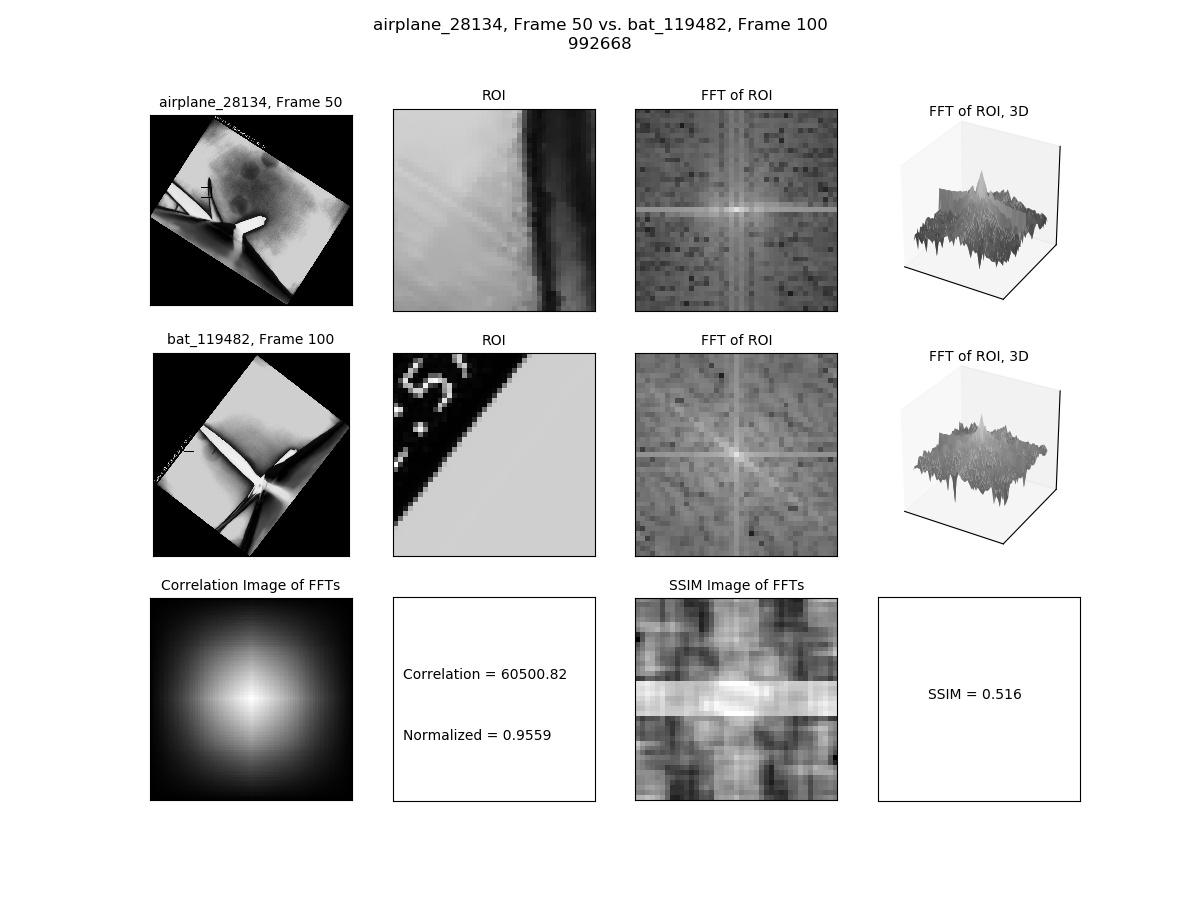 airplane_28134, Frame 50 vs. bat_119482, Frame 100
992668
airplane_28134, Frame 50
ROI
FFT of ROI
FFT of ROI, 3D
bat_119482, Frame 100
ROI
FFT of ROI
FFT of ROI, 3D
Correlation Image of FFTs
SSIM Image of FFTs
Correlation = 60500.82
Normalized = 0.9559
SSIM = 0.516